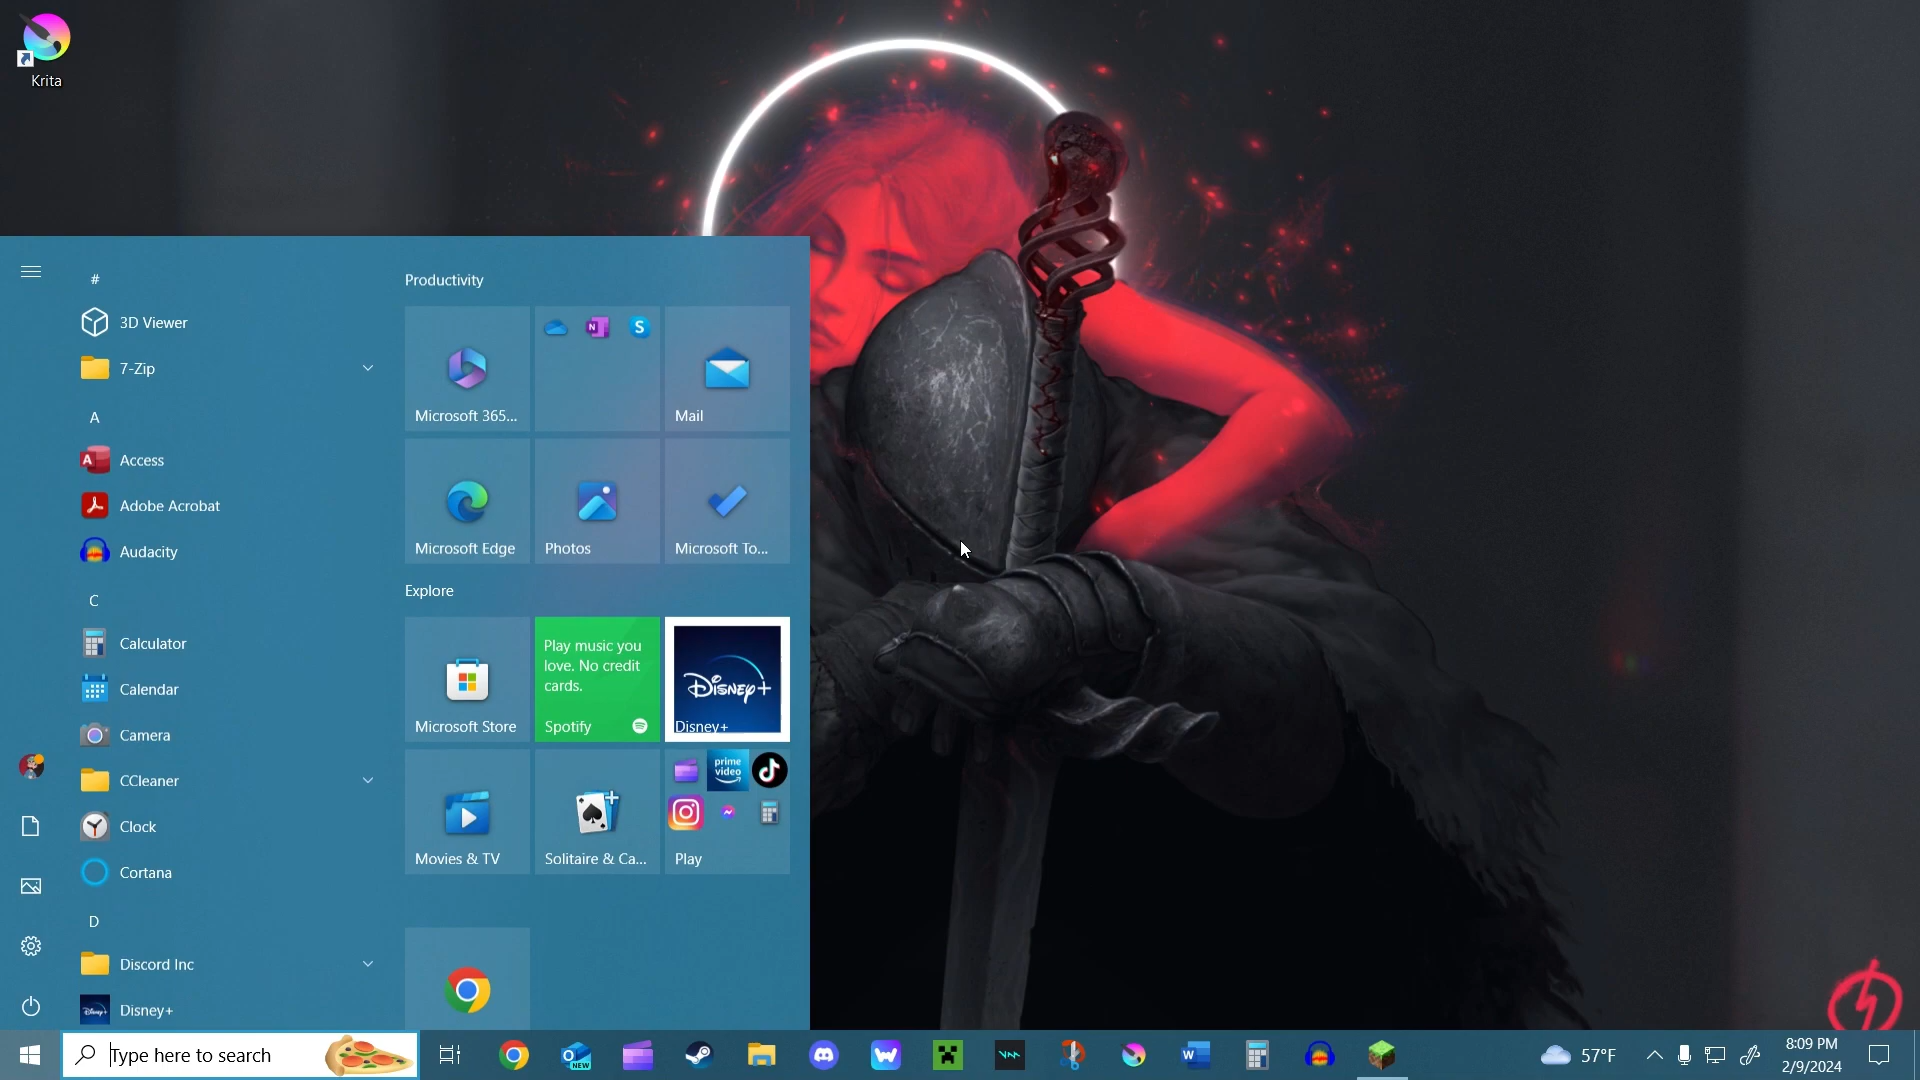 Krita
#
3D Viewer
7-Zip
A
Access
Adobe Acrobat
Audacity
C
Calculator
Calendar
Camera
CCleaner
Clock
Cortana
D
Discord Inc
Disney+
Productivity
Microsoft 365...
Mail
Microsoft Edge
Photos
Microsoft To...
Explore
Microsoft Store
Play music you
love. No credit
cards.
Spotify
Disney+
Disney+
Movies & TV
Solitaire & Ca...
prime
video
Play
Type here to search
NEW
57°F
8:09 PM
2/9/2024